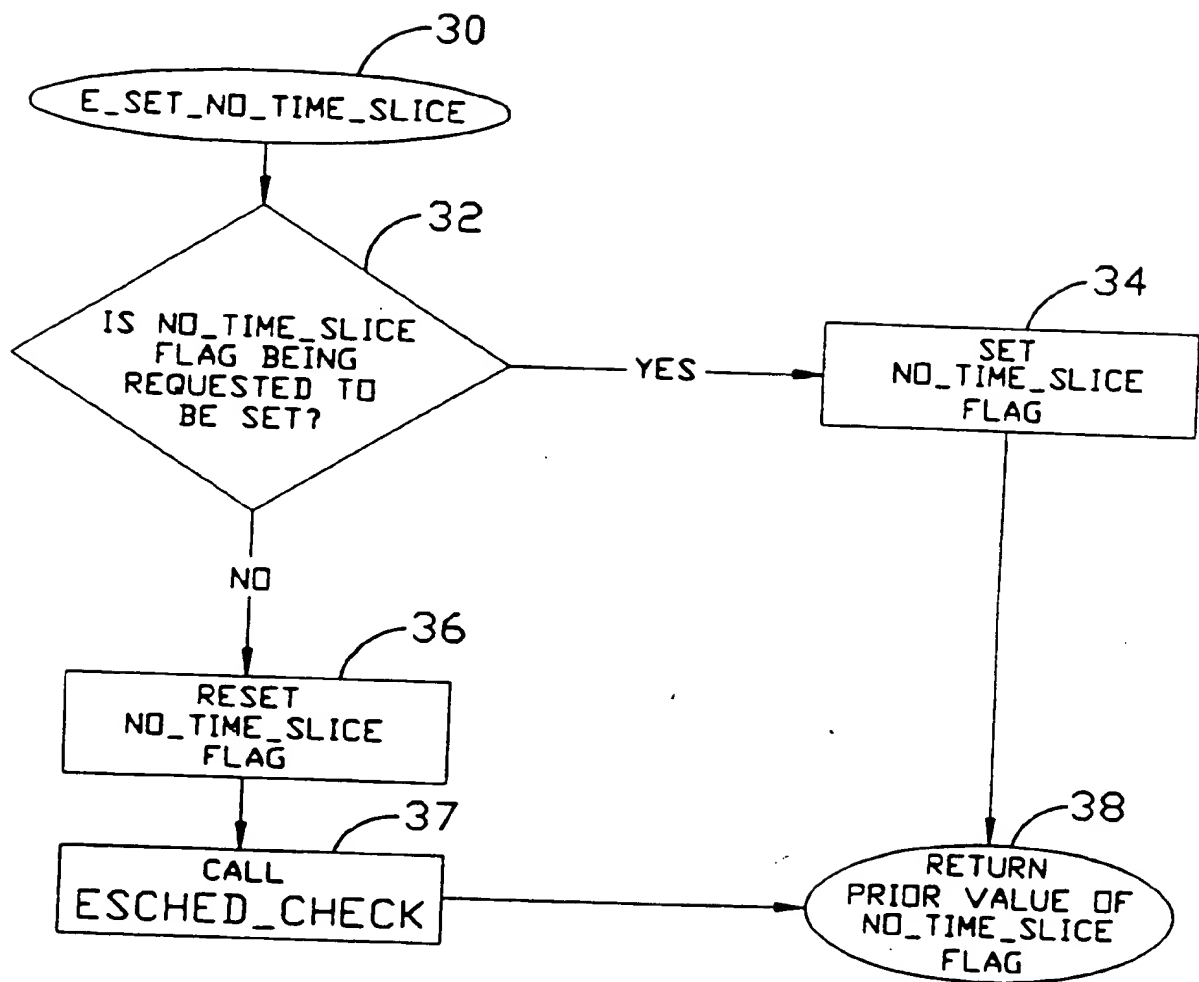 30
E_SET_NO_TIME_SLICE
32
IS NO_TIME_SLICE
FLAG BEING
REQUESTED TO
BE SET?
YES
34
SET
NO_TIME_SLICE
FLAG
NO
36
RESET
NO_TIME_SLICE
FLAG
37
CALL
ESCHED_CHECK
38
RETURN
PRIOR VALUE OF
NO_TIME_SLICE
FLAG